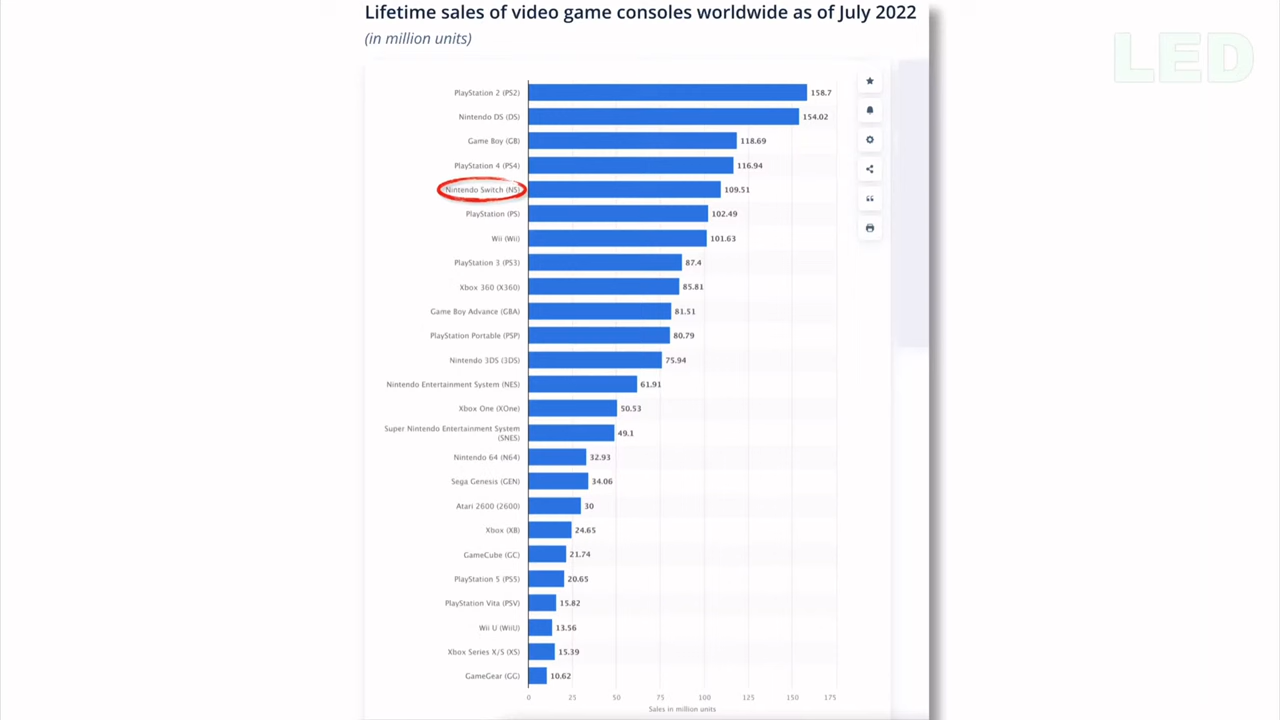 Lifetime sales of video game consoles worldwide as of July 2022
(in million units)
LED
PlayStation 2 (PS2) 158.7
Nintendo DS (DS) 154.02
Game Boy (GB) 118.69
PlayStation 4 (PS4) 116.94
Nintendo Switch (NS) 109.51
PlayStation (PS) 102.49
Wii (Wii) 101.63
PlayStation 3 (PS3) 87.4
Xbox 360 (X360) 85.81
Game Boy Advance (GBA) 81.51
PlayStation Portable (PSP) 80.79
Nintendo 3DS (3DS) 75.94
Nintendo Entertainment System (NES) 61.91
Xbox One (XOne) 50.53
Super Nintendo Entertainment System
(SNES) 49.1
Nintendo 64 (N64) 32.93
Sega Genesis (GEN) 34.06
Atari 2600 (2600) 30
Xbox (XB) 24.65
GameCube (GC) 21.74
PlayStation 5 (PS5) 20.65
PlayStation Vita (PSV) 15.82
Wii U (WiiU) 13.56
Xbox Series X/S (XS) 15.39
GameGear (GG) 10.62
0 25 50 75 100 125 150 175
Sales in million units